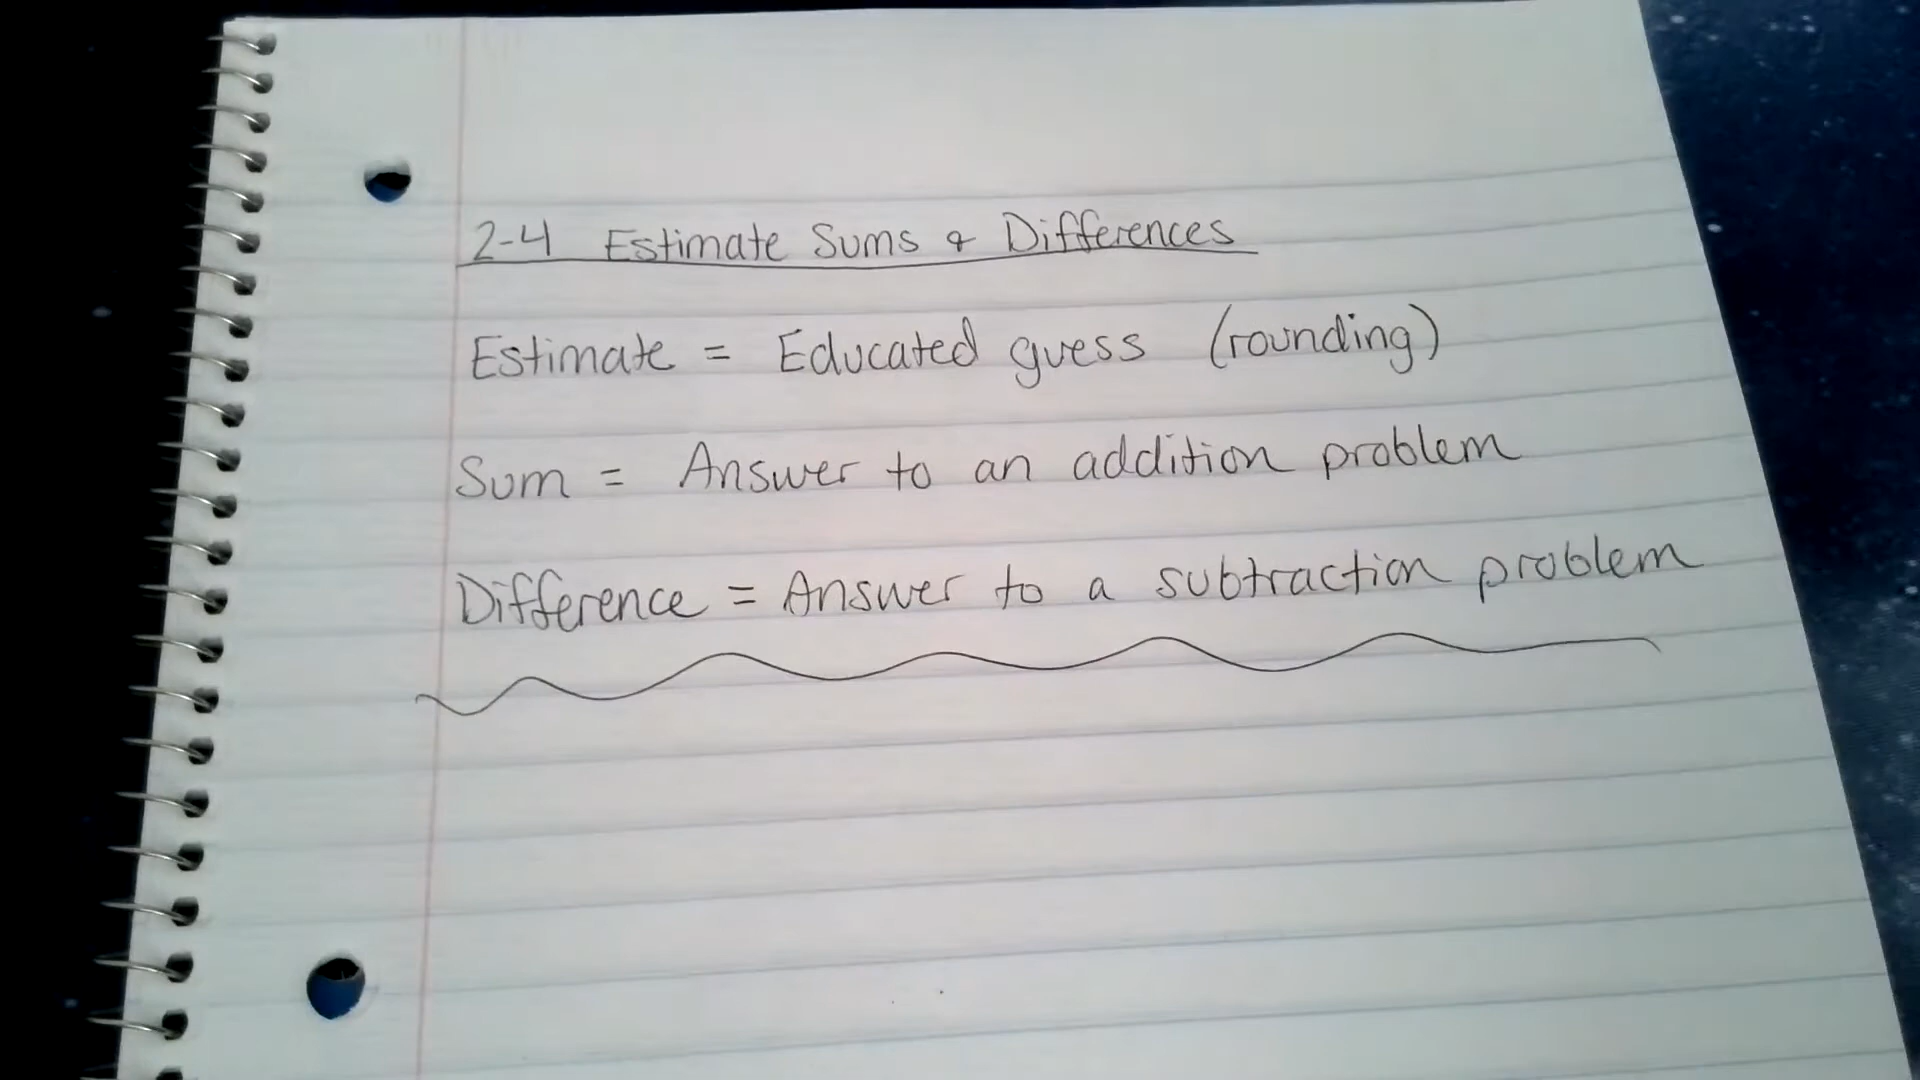 2-4 Estimate Sums & Differences
Estimate = Educated guess (rounding)
Sum = Answer to an addition problem
Difference = Answer to a subtraction problem